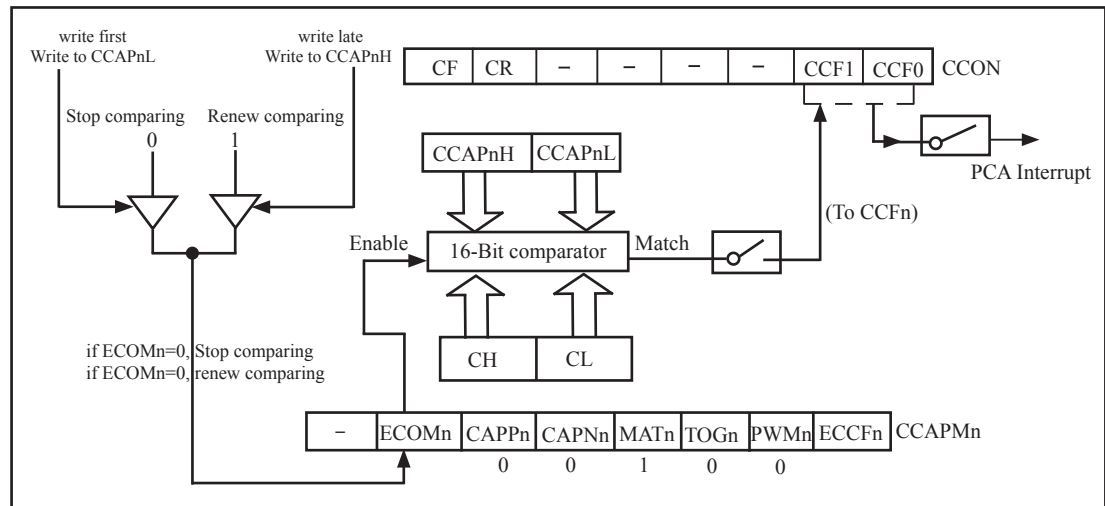 write first
Write to CCAPnL
write late
Write to CCAPnH
CF CR – – – – CCF1 CCF0 CCON
Stop comparing
0
Renew comparing
1
CCAPnH CCAPnL
PCA Interrupt
(To CCFn)
Enable
16-Bit comparator
Match
CH CL
if ECOMn=0, Stop comparing
if ECOMn=0, renew comparing
– ECOMn CAPPn CAPNn MATn TOGn PWMn ECCFn CCAPMn
0 0 1 0 0